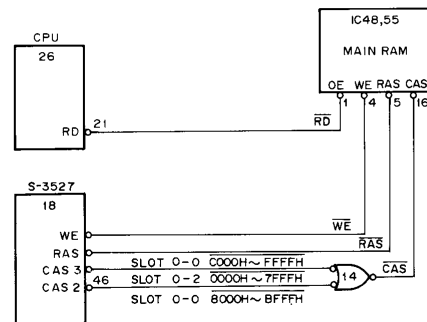 IC48,55
MAIN RAM
OE WE RAS CAS
1 4 5 16
CPU
26
RD
21
RD
S-3527
18
WE
WE
RAS
RAS
CAS 3
SLOT 0-0 C000H~FFFFH
46
SLOT 0-2 0000H~7FFFH
CAS 2
14
CAS
SLOT 0-0 8000H~BFFFH